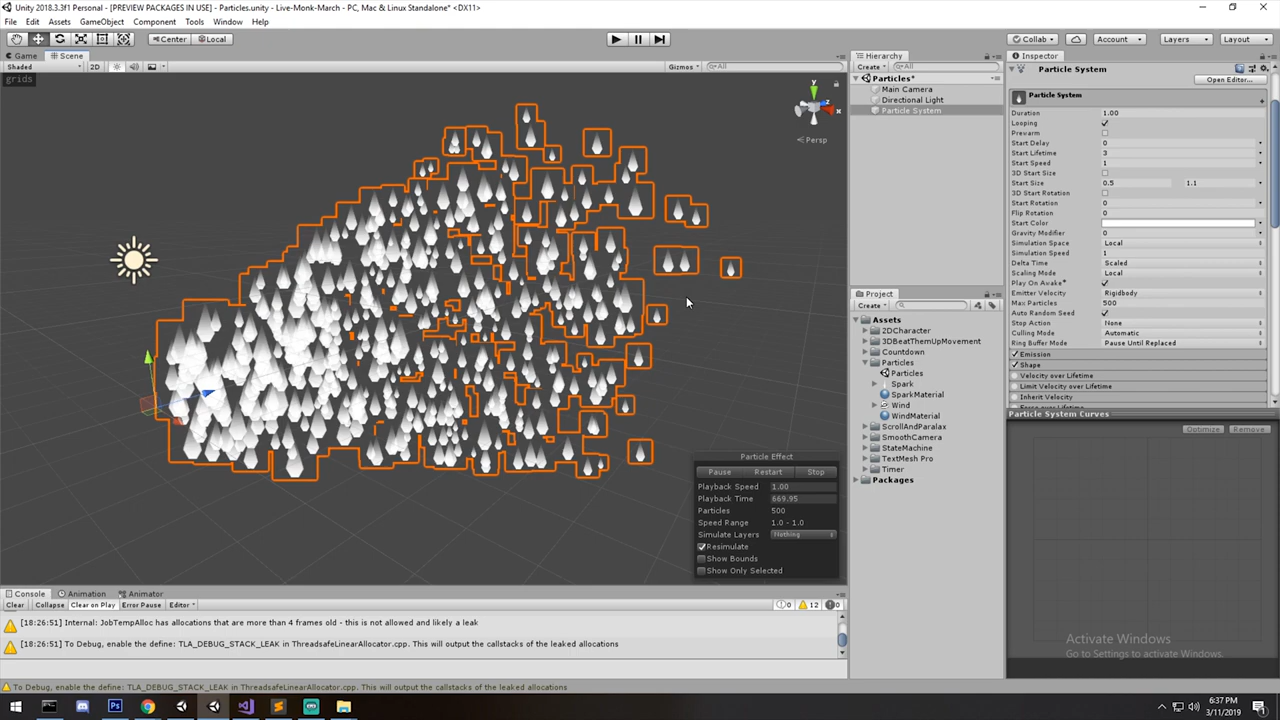 Unity 2018.3.3f1 Personal - [PREVIEW PACKAGES IN USE] - Particles.unity - Live-Monk-March - PC, Mac & Linux Standalone* <DX11>
File Edit Assets GameObject Component Tools Window Help
Center Local Collab Account Layers Layout
Game Scene
Shaded 2D Gizmos All
grids
y
x
z
Persp
Particle Effect
Pause Restart Stop
Playback Speed 1.00
Playback Time 669.95
Particles 500
Speed Range 1.0 - 1.0
Simulate Layers Nothing
Resimulate
Show Bounds
Show Only Selected
Hierarchy
Create All
Particles*
Main Camera
Directional Light
Particle System
Project
Create
Assets
2DCharacter
3DBeatThemUpMovement
Countdown
Particles
Particles
Spark
SparkMaterial
Wind
WindMaterial
ScrollAndParalax
SmoothCamera
StateMachine
TextMesh Pro
Timer
Packages
Inspector
Particle System
Open Editor...
Particle System
Duration 1.00
Looping
Prewarm
Start Delay 0
Start Lifetime 3
Start Speed 1
3D Start Size
Start Size 0.5 1.1
3D Start Rotation
Start Rotation 0
Flip Rotation 0
Start Color
Gravity Modifier 0
Simulation Space Local
Simulation Speed 1
Delta Time Scaled
Scaling Mode Local
Play On Awake*
Emitter Velocity Rigidbody
Max Particles 500
Auto Random Seed
Stop Action None
Culling Mode Automatic
Ring Buffer Mode Pause Until Replaced
Emission
Shape
Velocity over Lifetime
Limit Velocity over Lifetime
Inherit Velocity
Force over Lifetime
Particle System Curves
Optimize Remove
Activate Windows
Go to Settings to activate Windows.
Console Animation Animator
Clear Collapse Clear on Play Error Pause Editor 0 12 0
[18:26:51] Internal: JobTempAlloc has allocations that are more than 4 frames old - this is not allowed and likely a leak
[18:26:51] To Debug, enable the define: TLA_DEBUG_STACK_LEAK in ThreadsafeLinearAllocator.cpp. This will output the callstacks of the leaked allocations
To Debug, enable the define: TLA_DEBUG_STACK_LEAK in ThreadsafeLinearAllocator.cpp. This will output the callstacks of the leaked allocations
6:37 PM
3/11/2019